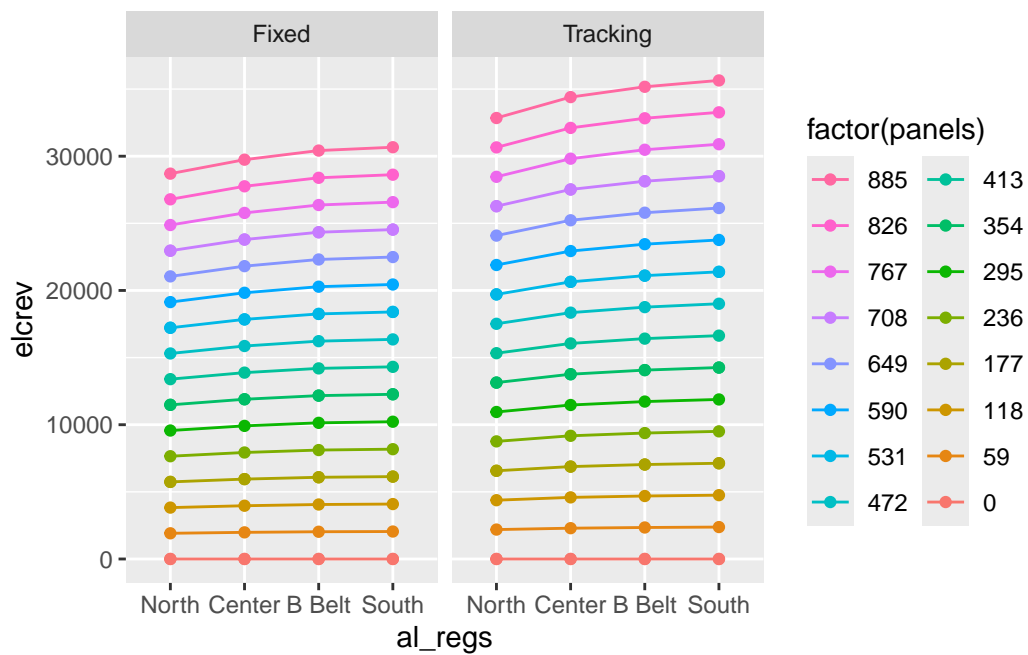 Fixed Tracking
elcrev
30000
20000
10000
0
North Center B Belt South North Center B Belt South
al_regs
factor(panels)
885 413
826 354
767 295
708 236
649 177
590 118
531 59
472 0